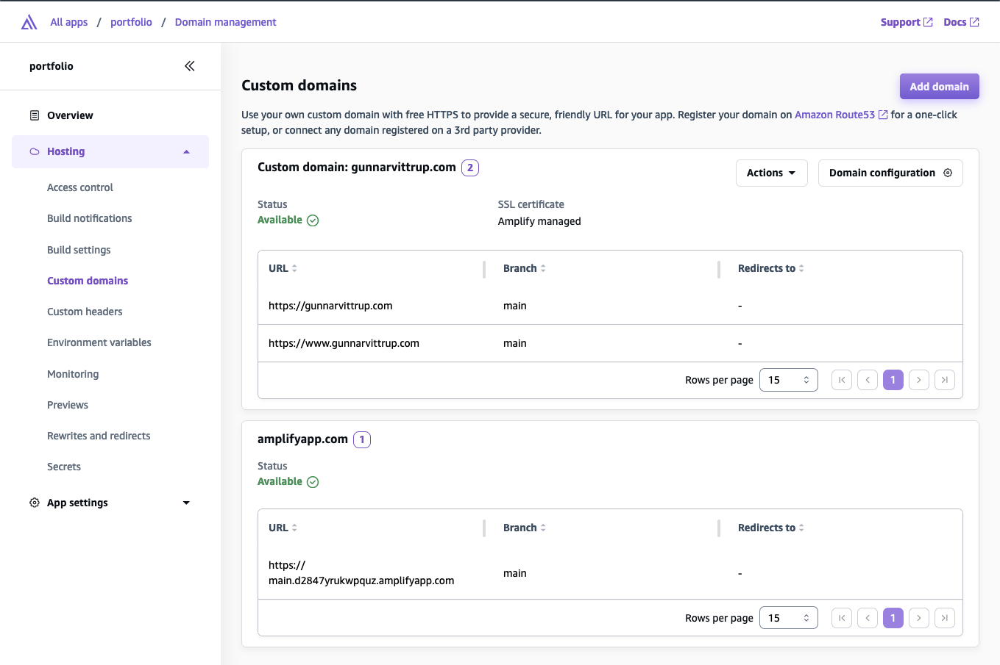 All apps / portfolio / Domain management
Support Docs
portfolio
Overview
Hosting
Access control
Build notifications
Build settings
Custom domains
Custom headers
Environment variables
Monitoring
Previews
Rewrites and redirects
Secrets
App settings
Custom domains
Add domain
Use your own custom domain with free HTTPS to provide a secure, friendly URL for your app. Register your domain on Amazon Route53 for a one-click
setup, or connect any domain registered on a 3rd party provider.
Custom domain: gunnarvittrup.com 2
Actions
Domain configuration
Status
Available
SSL certificate
Amplify managed
URL Branch Redirects to
https://gunnarvittrup.com main -
https://www.gunnarvittrup.com main -
Rows per page 15 1
amplifyapp.com 1
Status
Available
URL Branch Redirects to
https://
main.d2847yrukwpquz.amplifyapp.com main -
Rows per page 15 1